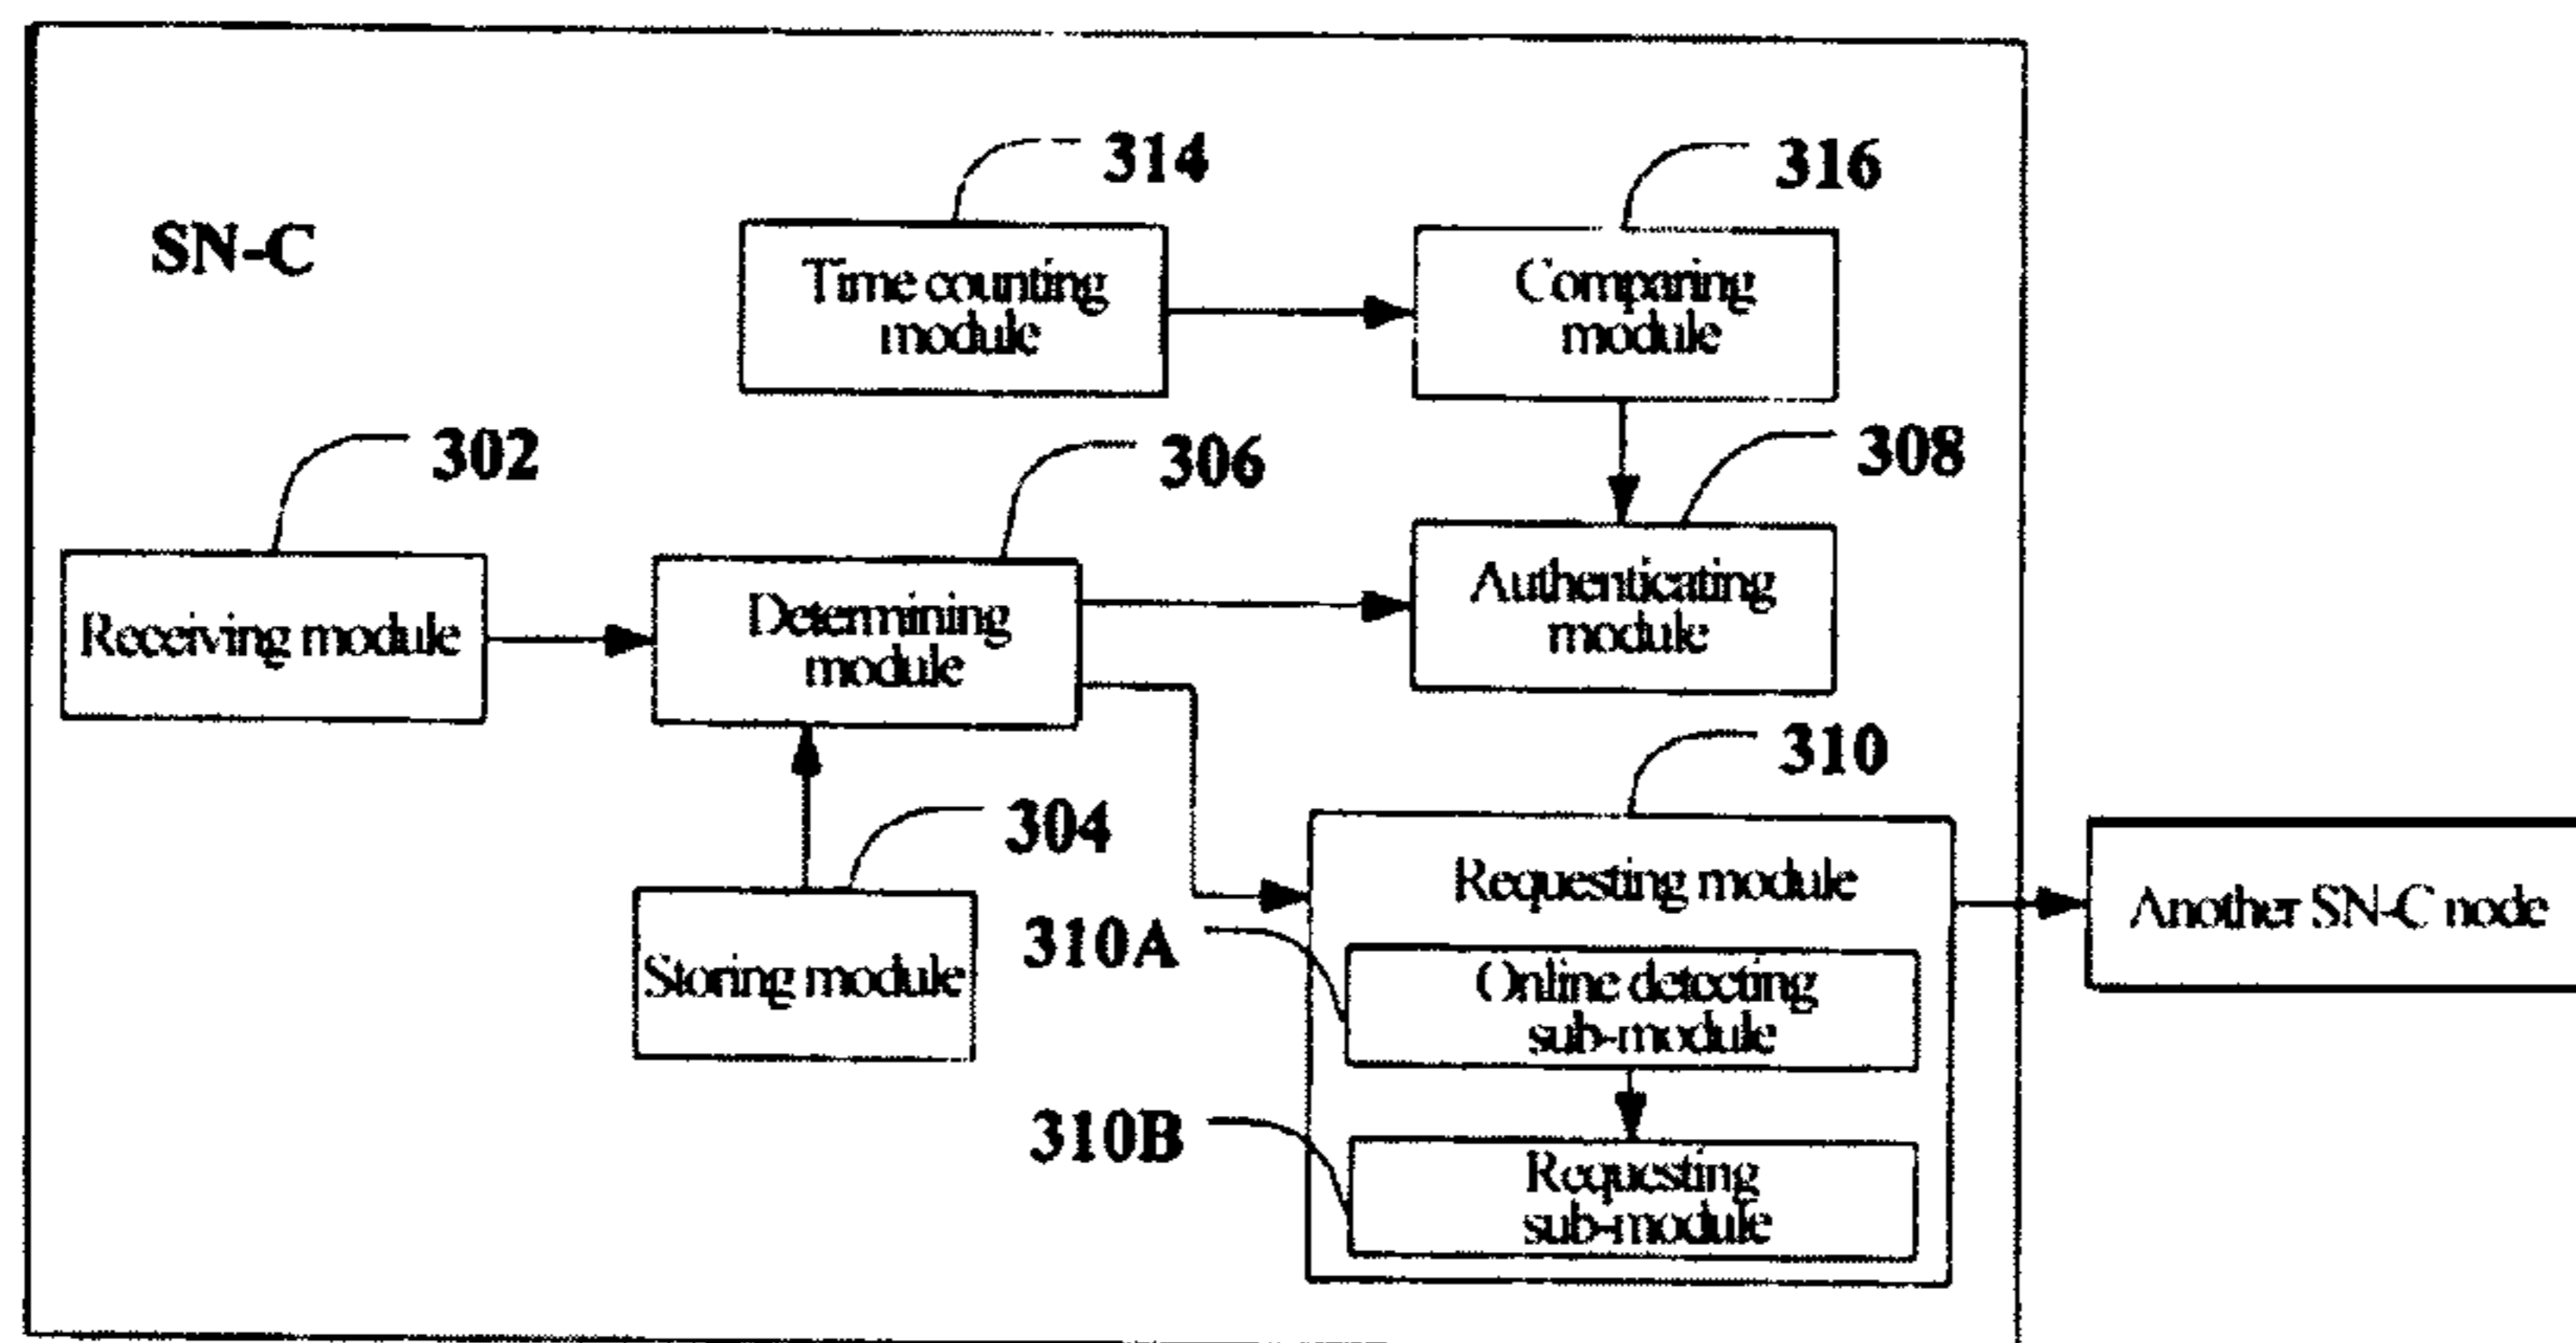 314
316
SN-C
Time counting
module
Comparing
module
302
306
308
Receiving module
Determining
module
Authenticating
module
304
310
Storing module
Requesting module
310A
Online detecting
sub-module
Another SN-C node
310B
Requesting
sub-module